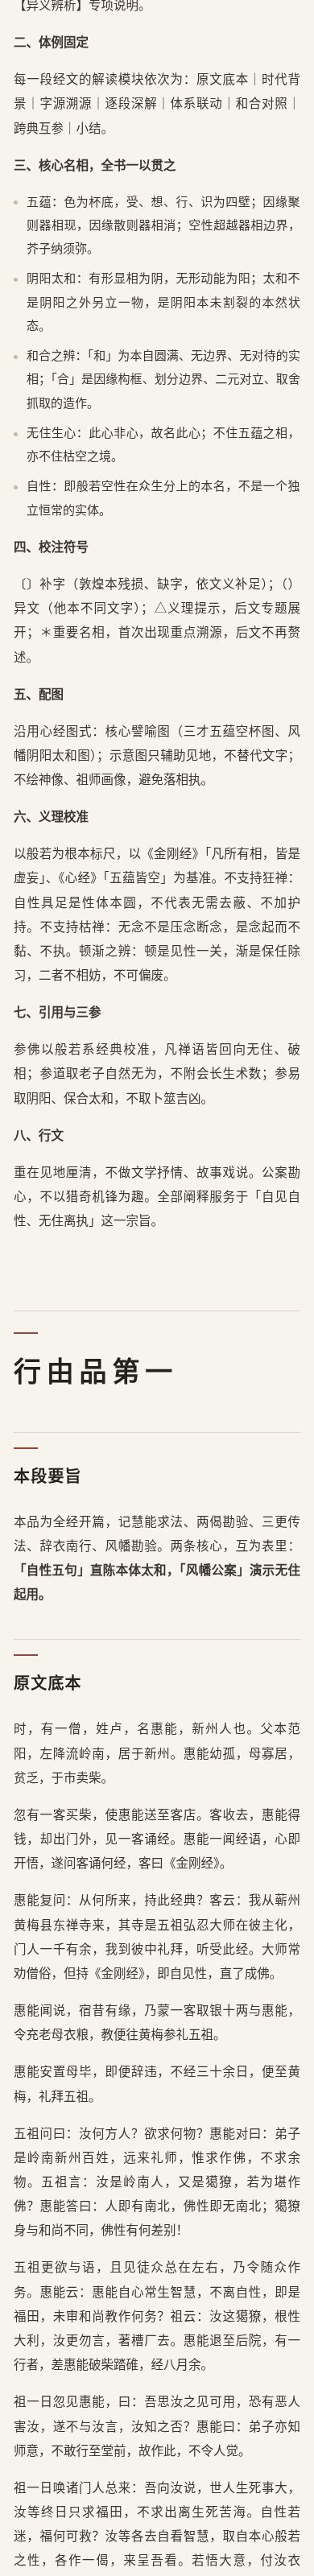 【异义辨析】专项说明。
二、体例固定
每一段经文的解读模块依次为：原文底本｜时代背
景｜字源溯源｜逐段深解｜体系联动｜和合对照｜
跨典互参｜小结。
三、核心名相，全书一以贯之
五蕴：色为杯底，受、想、行、识为四壁；因缘聚
则器相现，因缘散则器相消；空性超越器相边界，
芥子纳须弥。
阴阳太和：有形显相为阴，无形动能为阳；太和不
是阴阳之外另立一物，是阴阳本未割裂的本然状
态。
和合之辨：「和」为本自圆满、无边界、无对待的实
相；「合」是因缘构框、划分边界、二元对立、取舍
抓取的造作。
无住生心：此心非心，故名此心；不住五蕴之相，
亦不住枯空之境。
自性：即般若空性在众生分上的本名，不是一个独
立恒常的实体。
四、校注符号
〔〕补字（敦煌本残损、缺字，依文义补足）；（）
异文（他本不同文字）；△义理提示，后文专题展
开；＊重要名相，首次出现重点溯源，后文不再赘
述。
五、配图
沿用心经图式：核心譬喻图（三才五蕴空杯图、风
幡阴阳太和图）；示意图只辅助见地，不替代文字；
不绘神像、祖师画像，避免落相执。
六、义理校准
以般若为根本标尺，以《金刚经》「凡所有相，皆是
虚妄」、《心经》「五蕴皆空」为基准。不支持狂禅：
自性具足是性体本圆，不代表无需去蔽、不加护
持。不支持枯禅：无念不是压念断念，是念起而不
黏、不执。顿渐之辨：顿是见性一关，渐是保任除
习，二者不相妨，不可偏废。
七、引用与三参
参佛以般若系经典校准，凡禅语皆回向无住、破
相；参道取老子自然无为，不附会长生术数；参易
取阴阳、保合太和，不取卜筮吉凶。
八、行文
重在见地厘清，不做文学抒情、故事戏说。公案勘
心，不以猎奇机锋为趣。全部阐释服务于「自见自
性、无住离执」这一宗旨。
行由品第一
本段要旨
本品为全经开篇，记慧能求法、两偈勘验、三更传
法、辞衣南行、风幡勘验。两条核心，互为表里：
「自性五句」直陈本体太和，「风幡公案」演示无住
起用。
原文底本
时，有一僧，姓卢，名惠能，新州人也。父本范
阳，左降流岭南，居于新州。惠能幼孤，母寡居，
贫乏，于市卖柴。
忽有一客买柴，使惠能送至客店。客收去，惠能得
钱，却出门外，见一客诵经。惠能一闻经语，心即
开悟，遂问客诵何经，客曰《金刚经》。
惠能复问：从何所来，持此经典？客云：我从蕲州
黄梅县东禅寺来，其寺是五祖弘忍大师在彼主化，
门人一千有余，我到彼中礼拜，听受此经。大师常
劝僧俗，但持《金刚经》，即自见性，直了成佛。
惠能闻说，宿昔有缘，乃蒙一客取银十两与惠能，
令充老母衣粮，教便往黄梅参礼五祖。
惠能安置母毕，即便辞违，不经三十余日，便至黄
梅，礼拜五祖。
五祖问曰：汝何方人？欲求何物？惠能对曰：弟子
是岭南新州百姓，远来礼师，惟求作佛，不求余
物。五祖言：汝是岭南人，又是獦獠，若为堪作
佛？惠能答曰：人即有南北，佛性即无南北；獦獠
身与和尚不同，佛性有何差别！
五祖更欲与语，且见徒众总在左右，乃令随众作
务。惠能云：惠能自心常生智慧，不离自性，即是
福田，未审和尚教作何务？祖云：汝这獦獠，根性
大利，汝更勿言，著槽厂去。惠能退至后院，有一
行者，差惠能破柴踏碓，经八月余。
祖一日忽见惠能，曰：吾思汝之见可用，恐有恶人
害汝，遂不与汝言，汝知之否？惠能曰：弟子亦知
师意，不敢行至堂前，故作此，不令人觉。
祖一日唤诸门人总来：吾向汝说，世人生死事大，
汝等终日只求福田，不求出离生死苦海。自性若
迷，福何可救？汝等各去自看智慧，取自本心般若
之性，各作一偈，来呈吾看。若悟大意，付汝衣